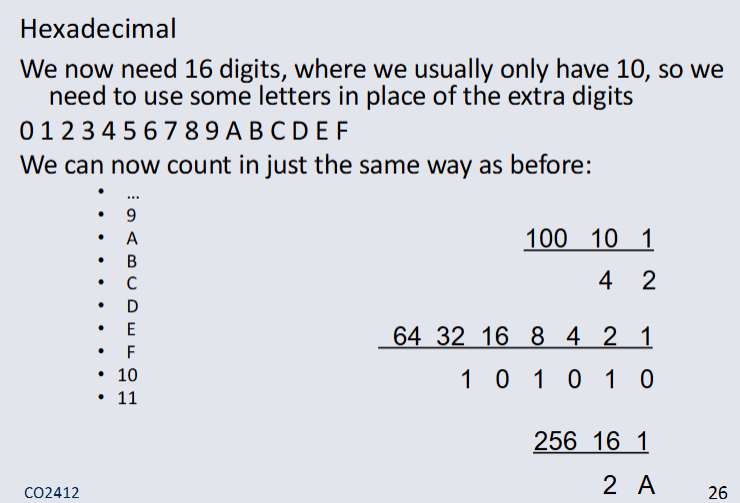 Hexadecimal
We now need 16 digits, where we usually only have 10, so we
need to use some letters in place of the extra digits
0 1 2 3 4 5 6 7 8 9 A B C D E F
We can now count in just the same way as before:
• ...
• 9
• A
• B
• C
• D
• E
• F
• 10
• 11
100 10 1
4 2
64 32 16 8 4 2 1
1 0 1 0 1 0
256 16 1
2 A
CO2412
26